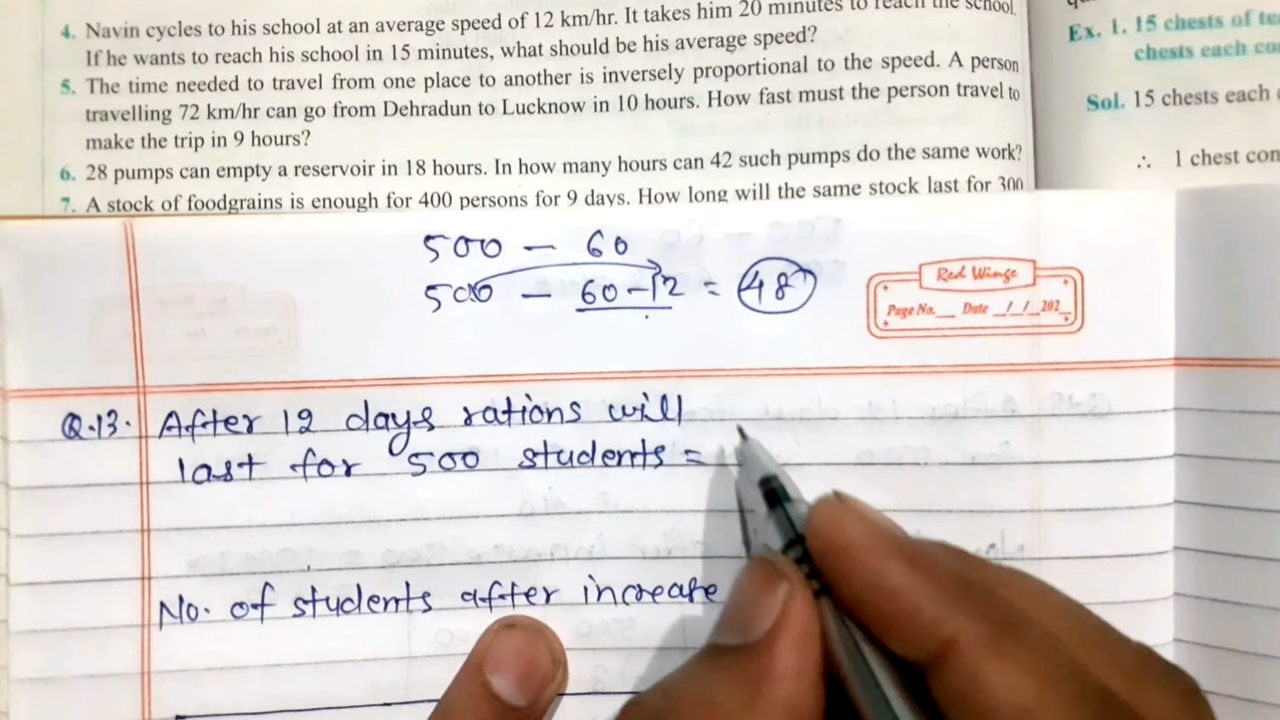 4. Navin cycles to his school at an average speed of 12 km/hr. It takes him 20 minutes to reach the school.
If he wants to reach his school in 15 minutes, what should be his average speed?
5. The time needed to travel from one place to another is inversely proportional to the speed. A person
travelling 72 km/hr can go from Dehradun to Lucknow in 10 hours. How fast must the person travel to
make the trip in 9 hours?
6. 28 pumps can empty a reservoir in 18 hours. In how many hours can 42 such pumps do the same work?
7. A stock of foodgrains is enough for 400 persons for 9 days. How long will the same stock last for 300
Ex. 1. 15 chests of
chests each
Sol. 15 chests each
∴ 1 chest
500 - 60
500 - 60-12 = 48
Red Winge
Page No.__ Date _/_/_202_
Q.13. After 12 days rations will
last for 500 students =
No. of students after increase